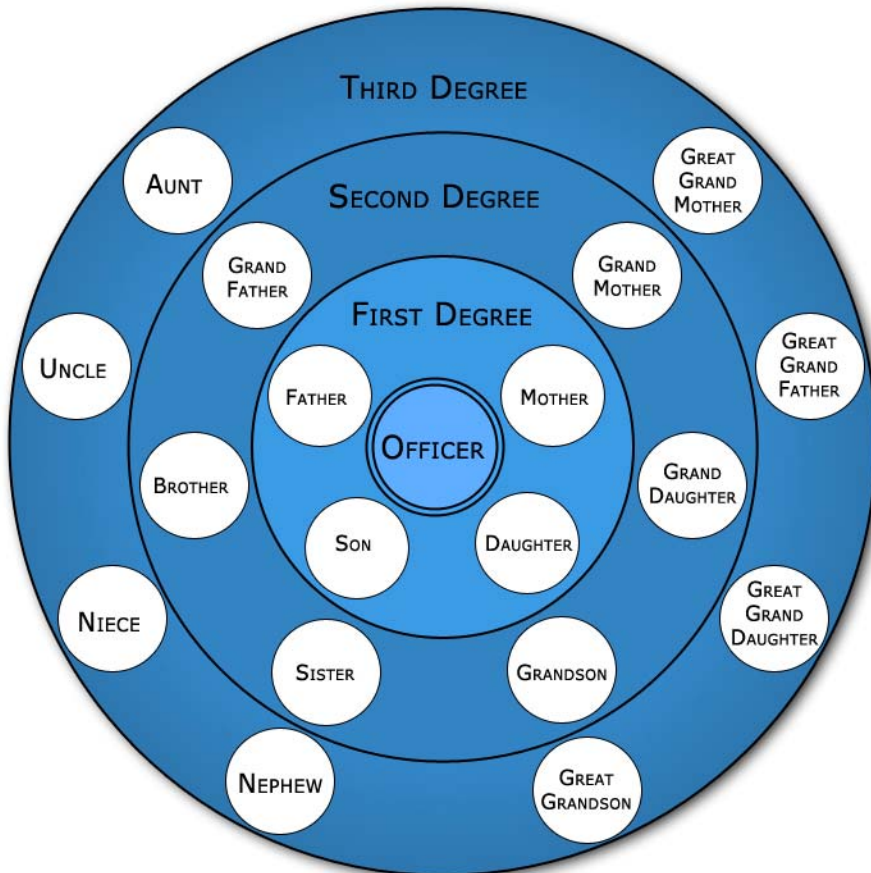 Third Degree
Aunt
Great
Grand
Mother
Second Degree
Grand
Father
Grand
Mother
First Degree
Uncle
Great
Grand
Father
Father
Mother
Officer
Brother
Grand
Daughter
Son
Daughter
Niece
Great
Grand
Daughter
Sister
Grandson
Nephew
Great
Grandson